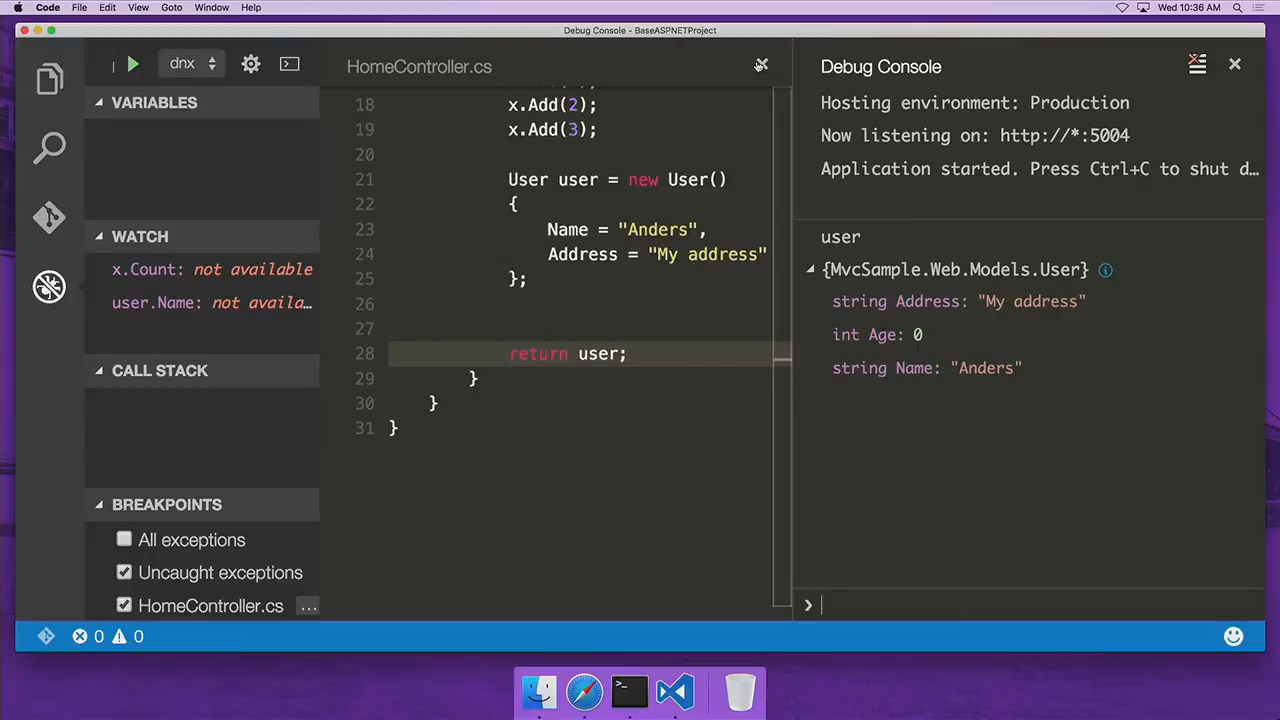 Code File Edit View Goto Window Help Wed 10:36 AM
Debug Console - BaseASPNETProject
dnx
VARIABLES
WATCH
x.Count: not available
user.Name: not availa…
CALL STACK
BREAKPOINTS
All exceptions
Uncaught exceptions
HomeController.cs ...
HomeController.cs
18 x.Add(2);
19 x.Add(3);
20
21 User user = new User()
22 {
23 Name = "Anders",
24 Address = "My address"
25 };
26
27
28 return user;
29 }
30 }
31 }
Debug Console
Hosting environment: Production
Now listening on: http://*:5004
Application started. Press Ctrl+C to shut d…
user
{MvcSample.Web.Models.User}
string Address: "My address"
int Age: 0
string Name: "Anders"
0 0